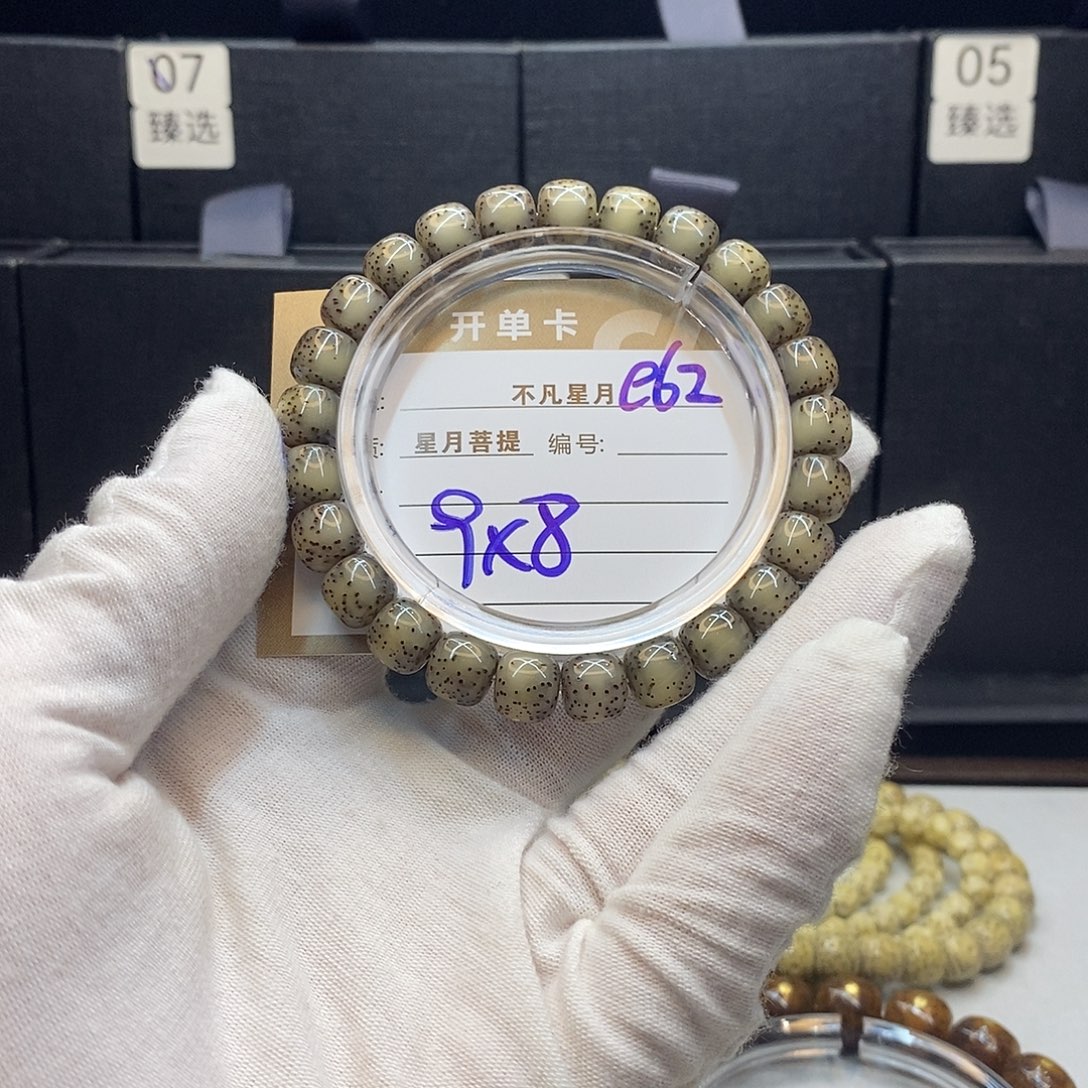 07
臻选
05
臻选
开单卡
不凡星月 e62
星月菩提 编号:
9x8